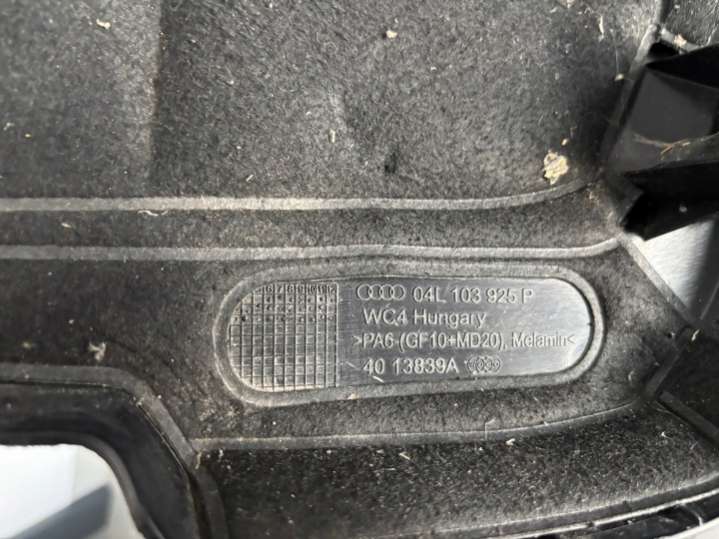 04L 103 925 P
WC4 Hungary
>PA6-(GF10+MD20), Melamin<
40 13839A